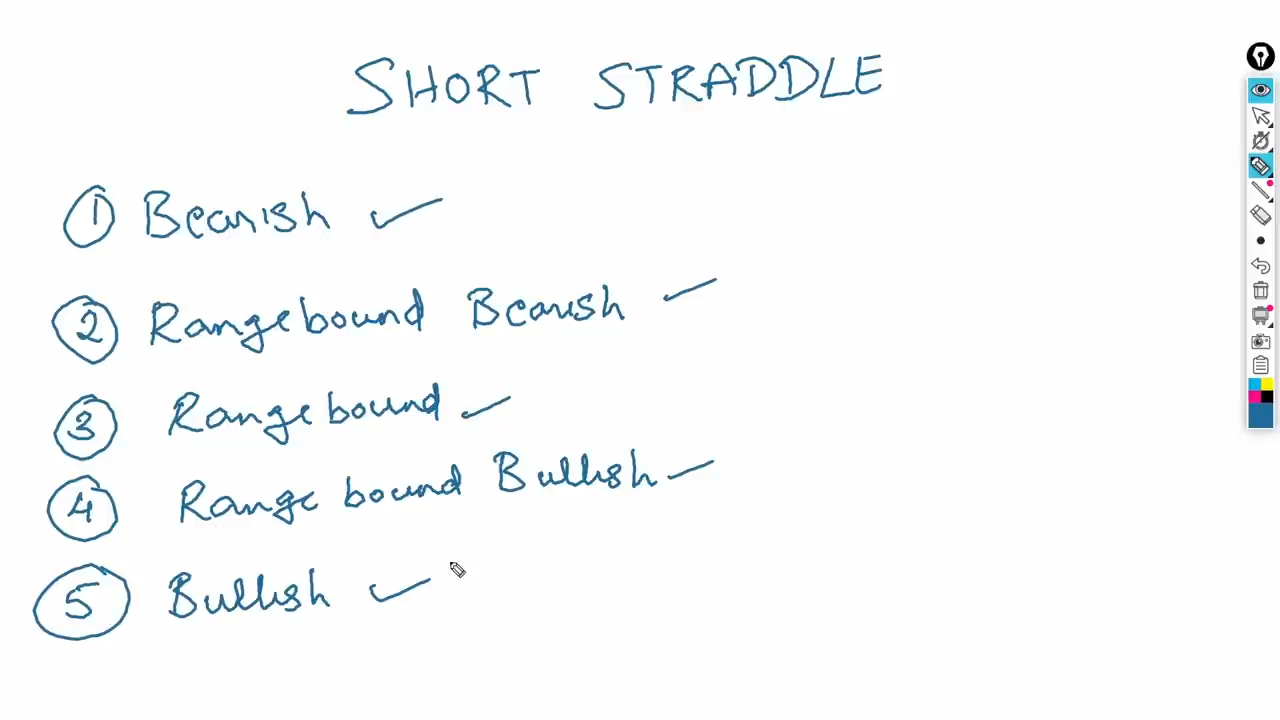 SHORT STRADDLE
1 Bearish
2 Rangebound Bearish
3 Rangebound
4 Range bound Bullish
5 Bullish